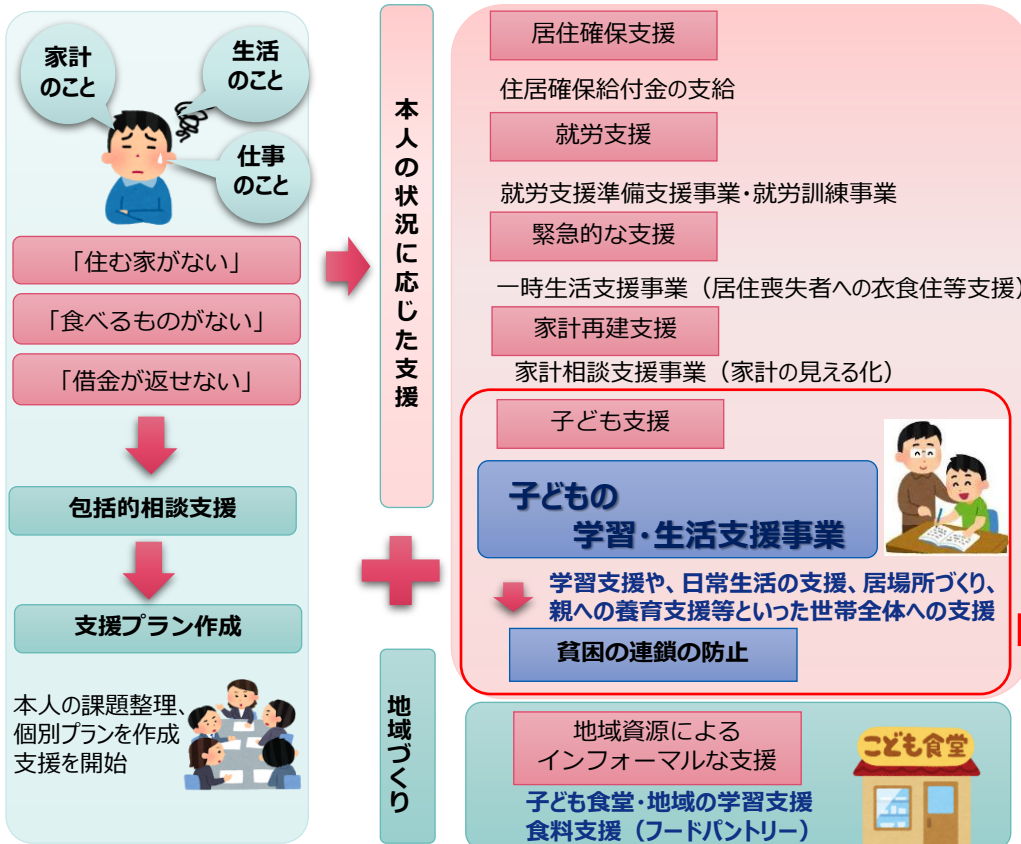 家計
のこと
生活
のこと
仕事
のこと
「住む家がない」
「食べるものがない」
「借金が返せない」
包括的相談支援
支援プラン作成
本人の課題整理、
個別プランを作成
支援を開始
本人の状況に応じた支援
地域づくり
居住確保支援
住居確保給付金の支給
就労支援
就労支援準備支援事業・就労訓練事業
緊急的な支援
一時生活支援事業（居住喪失者への衣食住等支援）
家計再建支援
家計相談支援事業（家計の見える化）
子ども支援
子どもの
学習・生活支援事業
学習支援や、日常生活の支援、居場所づくり、
親への養育支援等といった世帯全体への支援
貧困の連鎖の防止
地域資源による
インフォーマルな支援
子ども食堂・地域の学習支援
食料支援（フードパントリー）
こども食堂